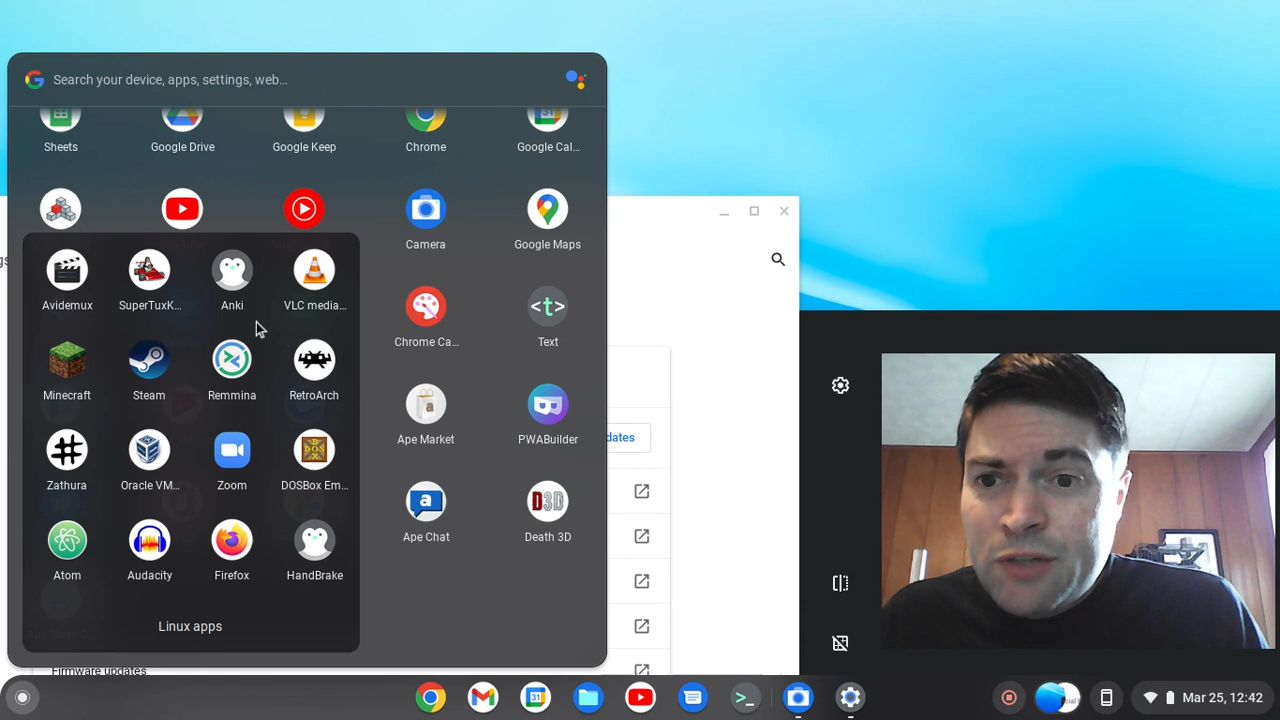 Search your device, apps, settings, web…
Sheets
Google Drive
Google Keep
Chrome
Google Cal…
Camera
Google Maps
Avidemux
SuperTuxK…
Anki
VLC media…
Chrome Ca…
Text
Minecraft
Steam
Remmina
RetroArch
Ape Market
PWABuilder
dates
Zathura
Oracle VM…
Zoom
DOSBox Em…
Ape Chat
Death 3D
Atom
Audacity
Firefox
HandBrake
Linux apps
Firmware updates
Mar 25, 12:42